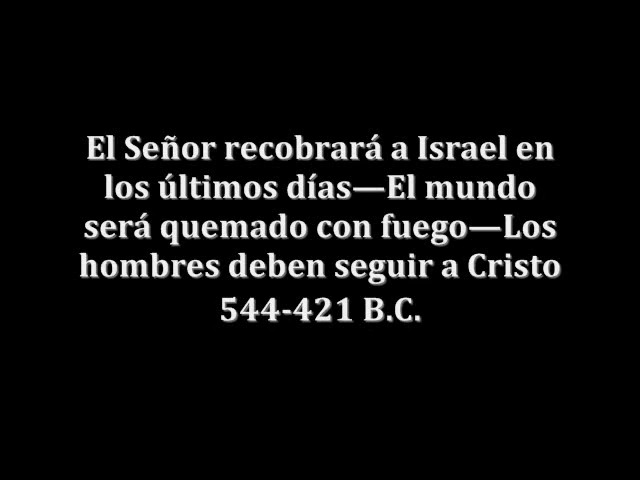 El Señor recobrará a Israel en
los últimos días—El mundo
será quemado con fuego—Los
hombres deben seguir a Cristo
544-421 B.C.